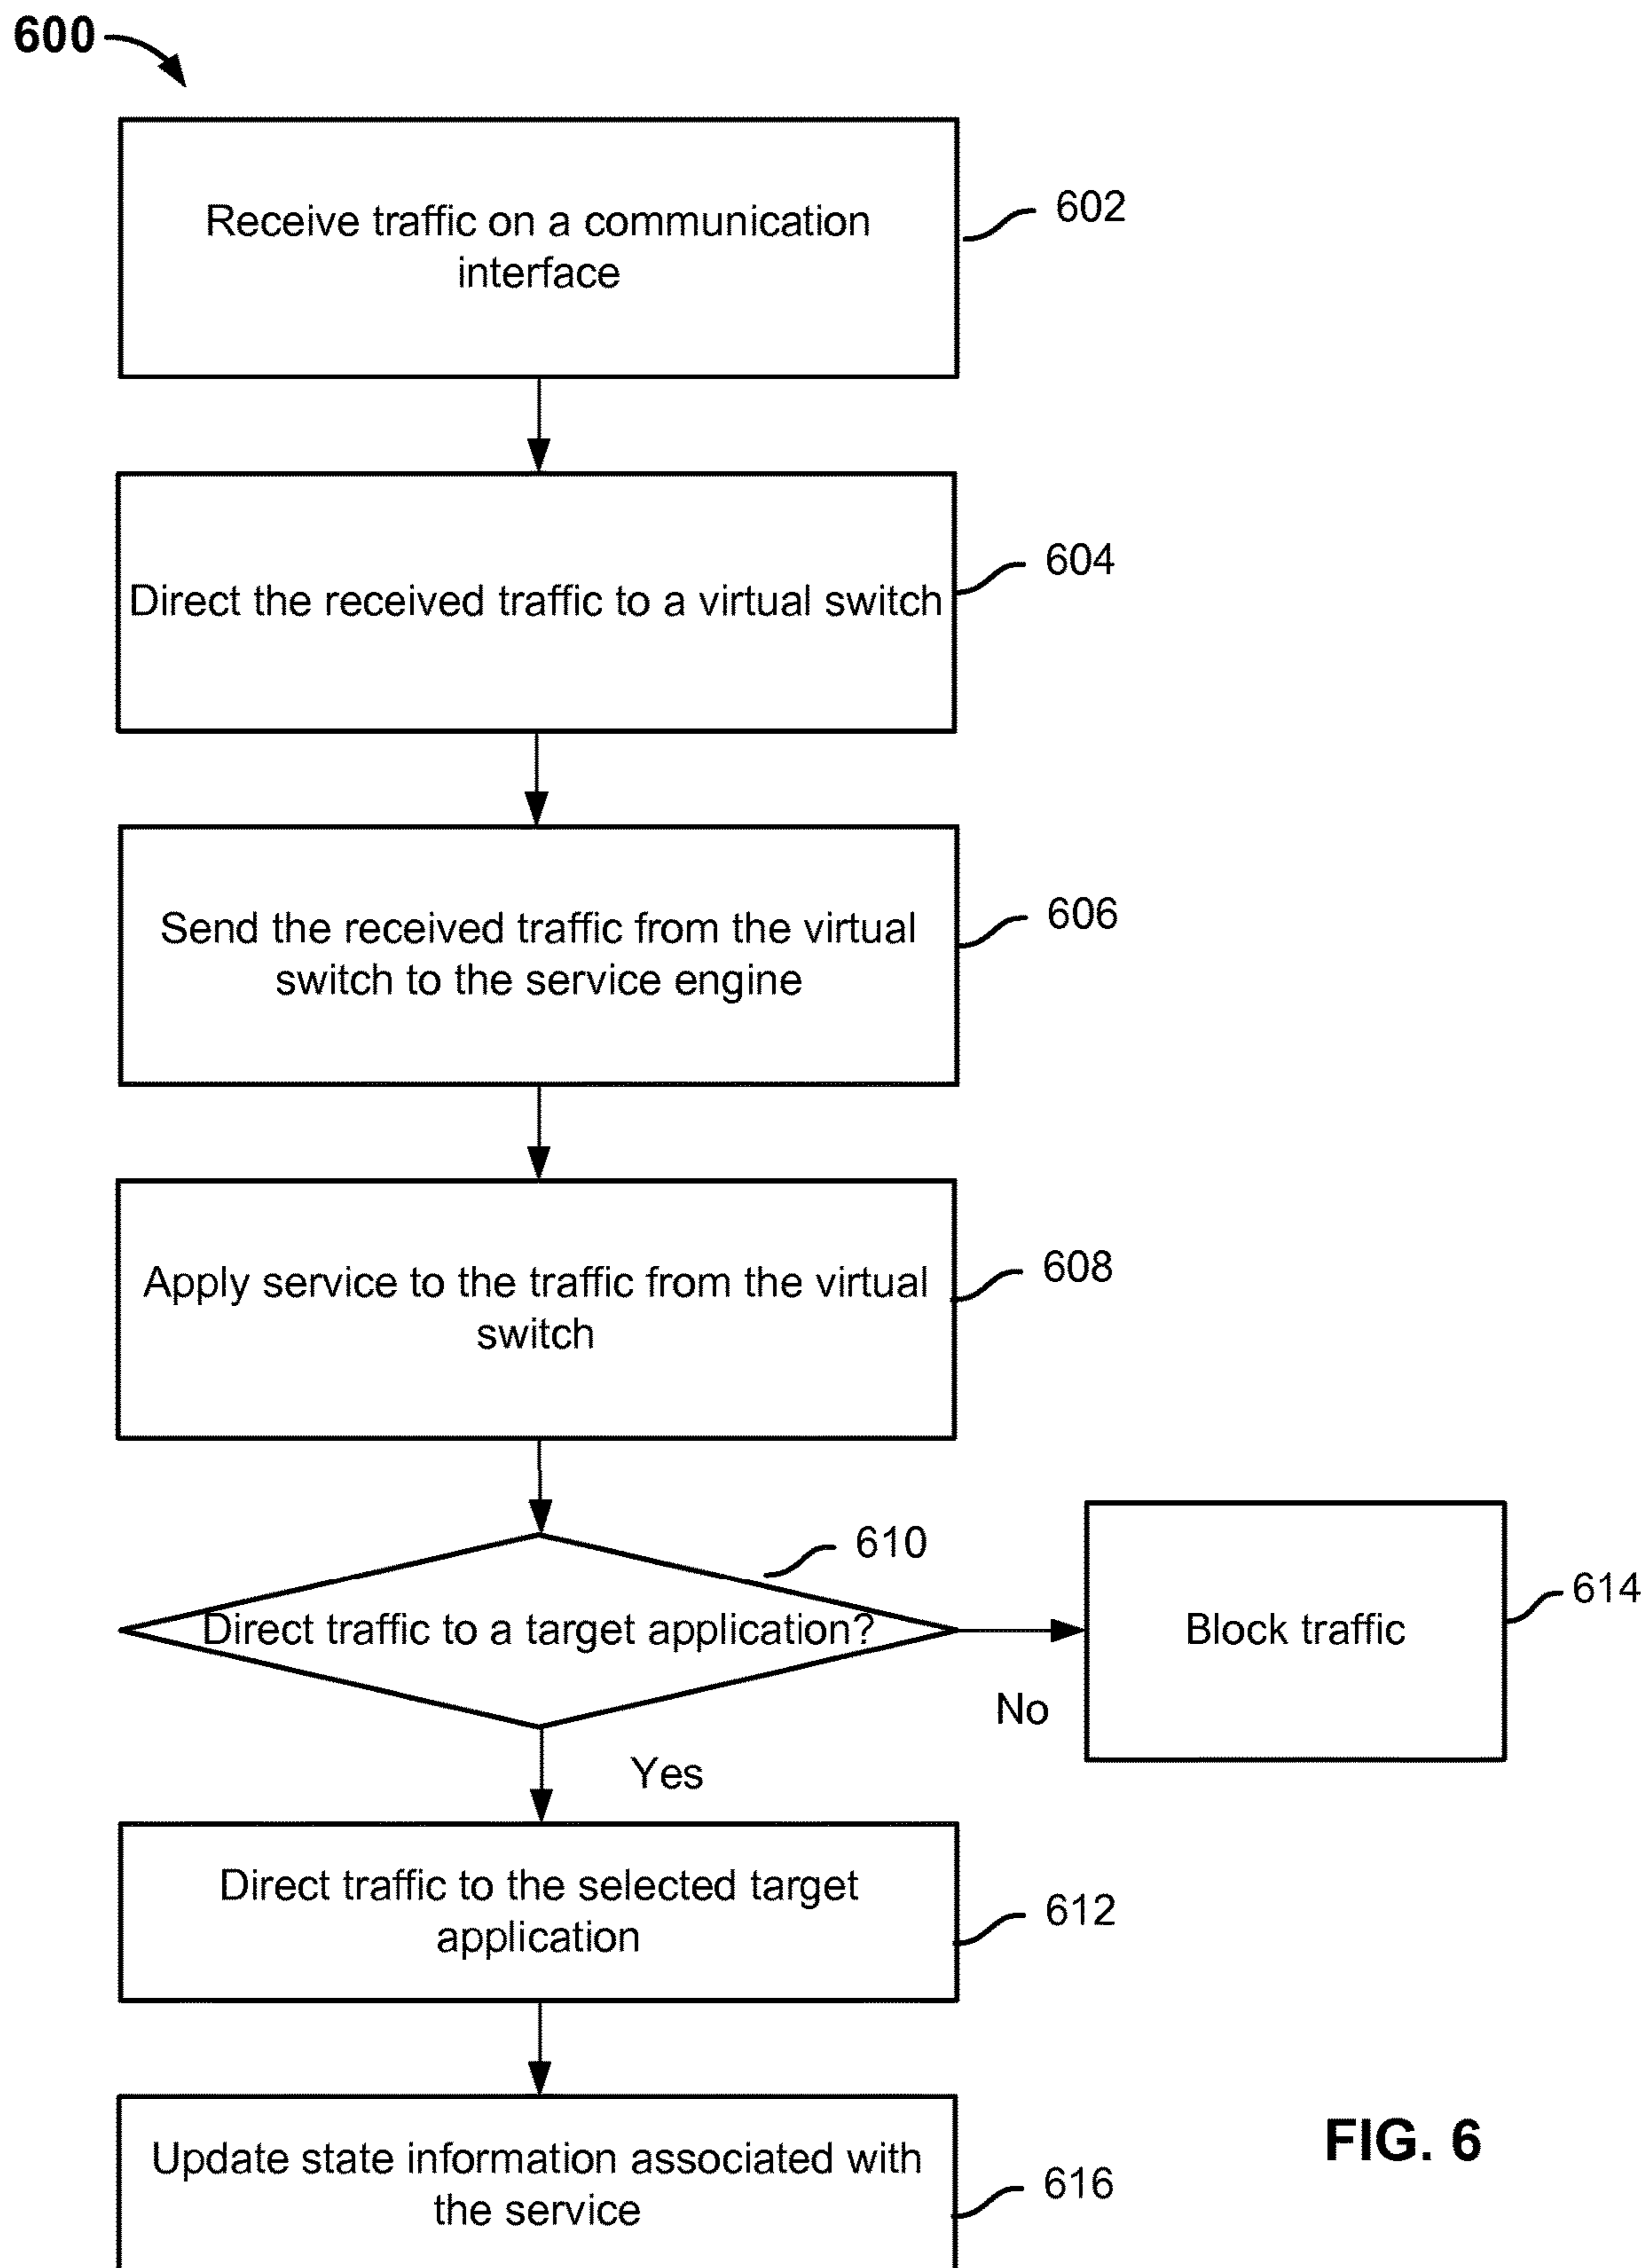 600
Receive traffic on a communication
interface
602
Direct the received traffic to a virtual switch
604
Send the received traffic from the virtual
switch to the service engine
606
Apply service to the traffic from the virtual
switch
608
Direct traffic to a target application?
610
No
Block traffic
614
Yes
Direct traffic to the selected target
application
612
Update state information associated with
the service
616
FIG. 6